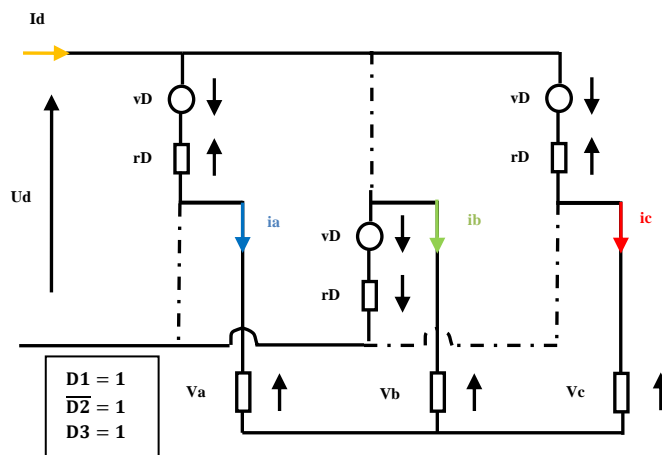 Id
vD
vD
rD
rD
Ud
ia
ib
ic
vD
rD
D1 = 1
D2̅ = 1
D3 = 1
Va
Vb
Vc